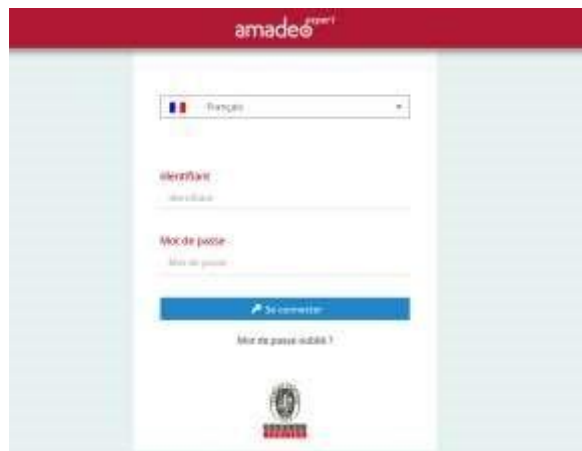 amadeo expert
Français
Identifiant
Identifiant
Mot de passe
Mot de passe
Se connecter
Mot de passe oublié ?